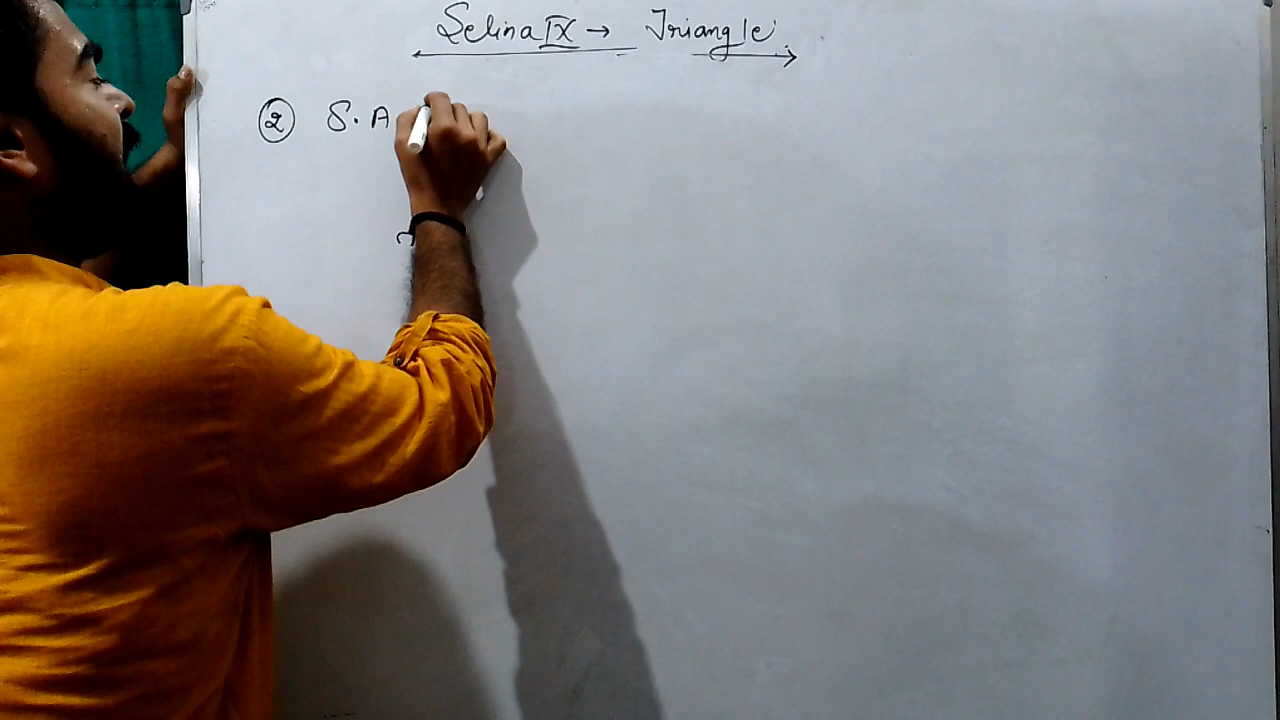 Selina IX → Triangle
② S. A